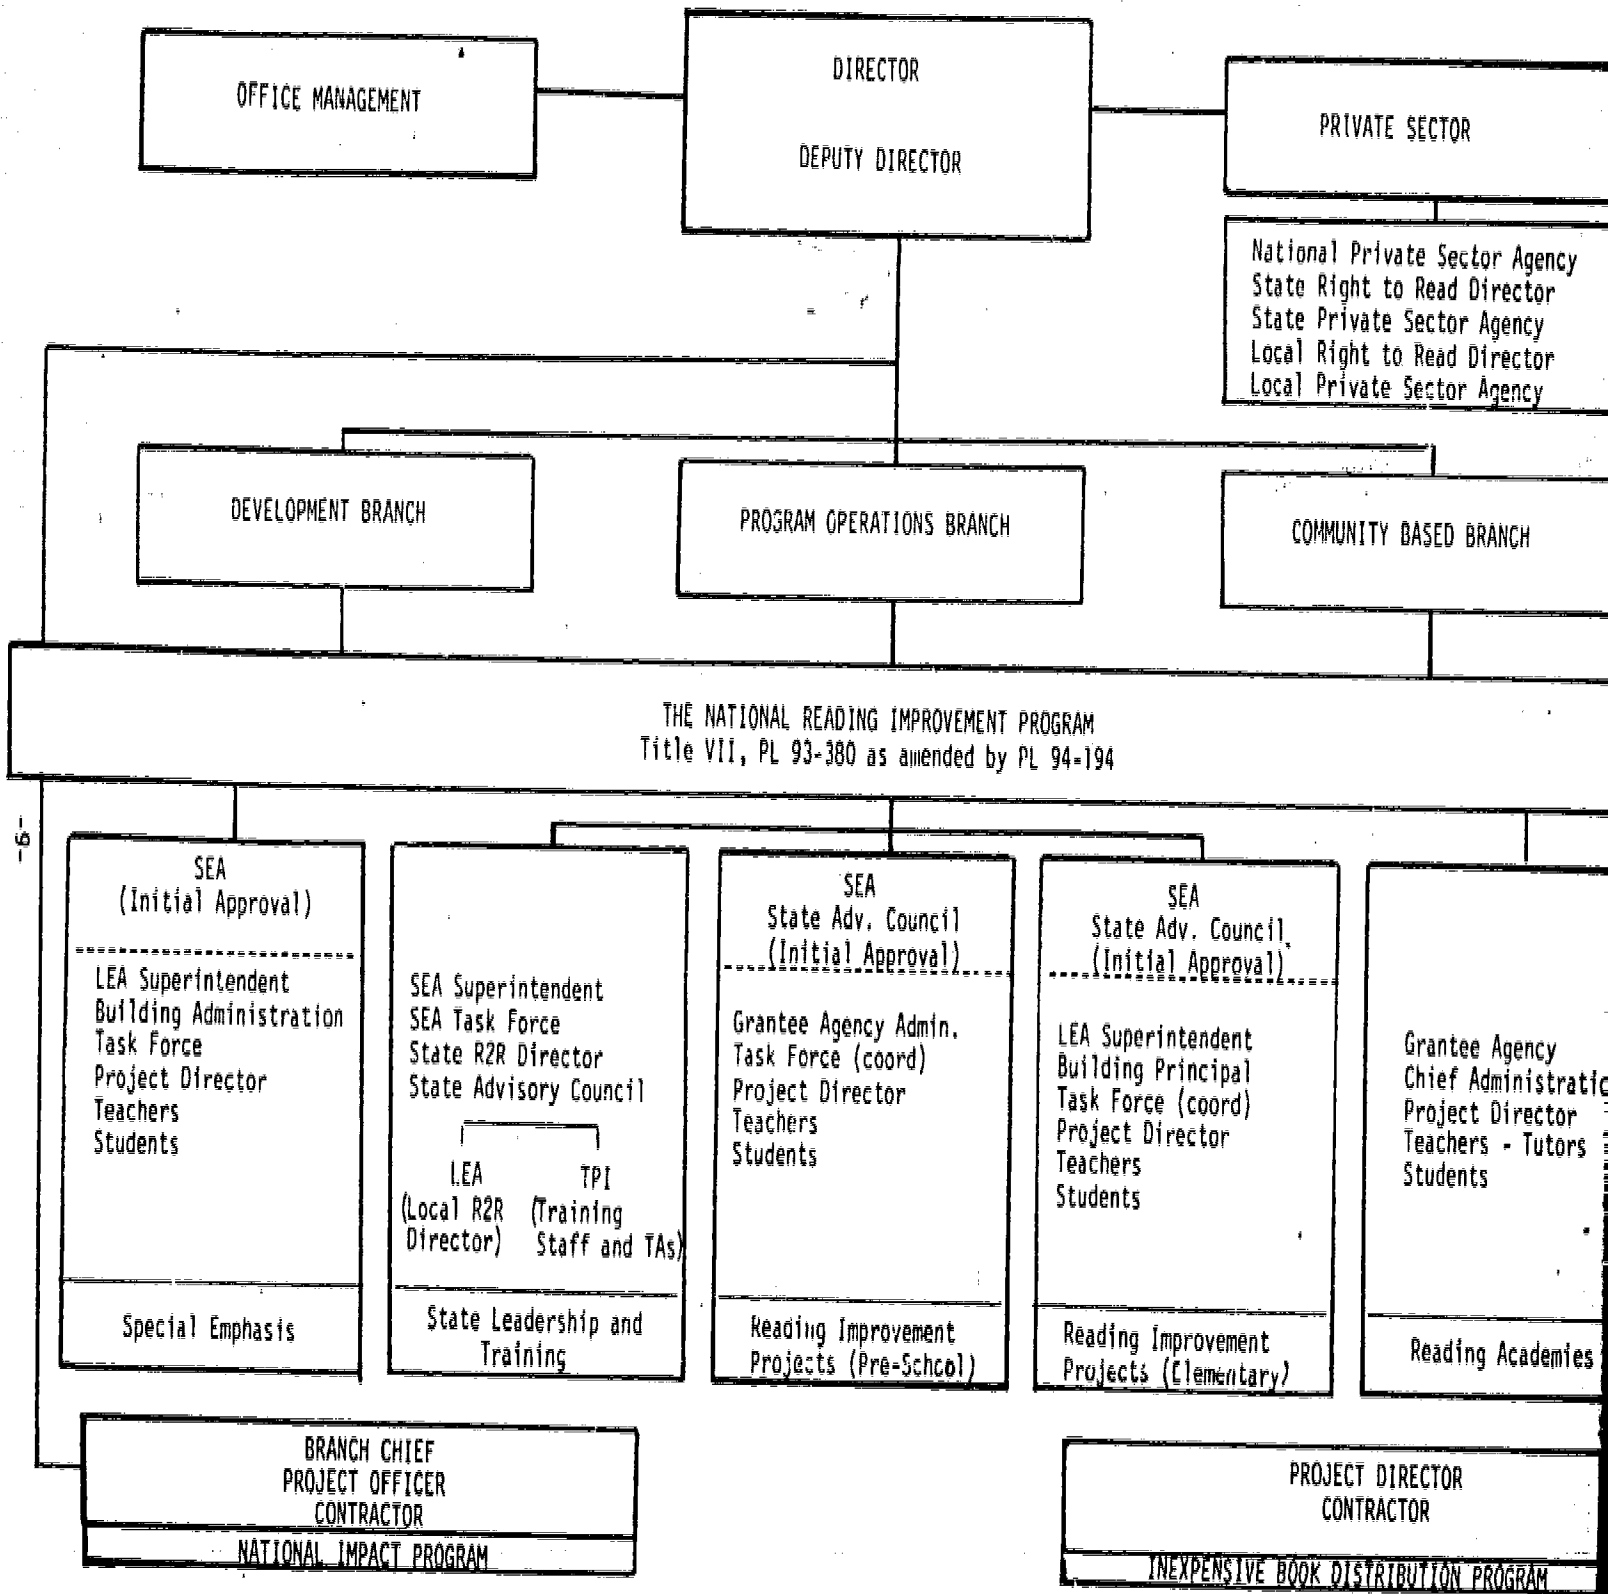 OFFICE MANAGEMENT
DIRECTOR
DEPUTY DIRECTOR
PRIVATE SECTOR
National Private Sector Agency
State Right to Read Director
State Private Sector Agency
Local Right to Read Director
Local Private Sector Agency
DEVELOPMENT BRANCH
PROGRAM OPERATIONS BRANCH
COMMUNITY BASED BRANCH
THE NATIONAL READING IMPROVEMENT PROGRAM
Title VII, PL 93-380 as amended by PL 94-194
-9-
SEA
(Initial Approval)
LEA Superintendent
Building Administration
Task Force
Project Director
Teachers
Students
Special Emphasis
SEA Superintendent
SEA Task Force
State R2R Director
State Advisory Council
LEA
(Local R2R
Director)
TPI
(Training
Staff and TAs)
State Leadership and
Training
SEA
State Adv. Council
(Initial Approval)
Grantee Agency Admin.
Task Force (coord)
Project Director
Teachers
Students
Reading Improvement
Projects (Pre-School)
SEA
State Adv. Council
(Initial Approval)
LEA Superintendent
Building Principal
Task Force (coord)
Project Director
Teachers
Students
Reading Improvement
Projects (Elementary)
Grantee Agency
Chief Administratio
Project Director
Teachers - Tutors
Students
Reading Academies
BRANCH CHIEF
PROJECT OFFICER
CONTRACTOR
NATIONAL IMPACT PROGRAM
PROJECT DIRECTOR
CONTRACTOR
INEXPENSIVE BOOK DISTRIBUTION PROGRAM